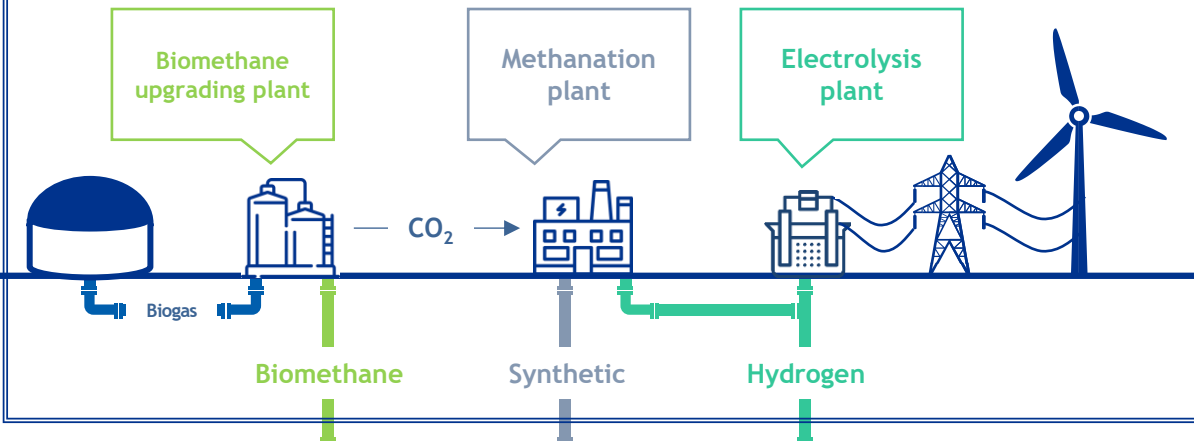 Biomethane
upgrading plant
Methanation
plant
Electrolysis
plant
CO₂
Biogas
Biomethane
Synthetic
Hydrogen